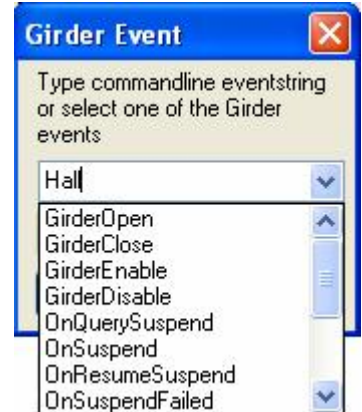 Girder Event
Type commandline eventstring
or select one of the Girder
events
Hall
GirderOpen
GirderClose
GirderEnable
GirderDisable
OnQuerySuspend
OnSuspend
OnResumeSuspend
OnSuspendFailed